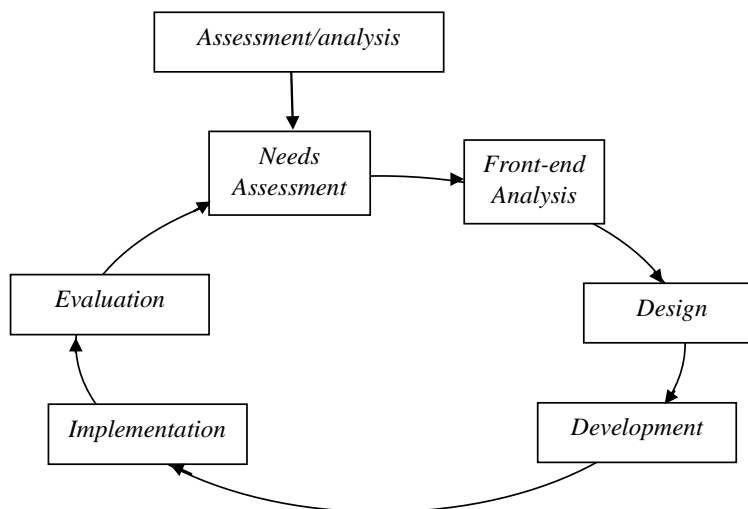 Assessment/analysis
Needs
Assessment
Front-end
Analysis
Evaluation
Design
Implementation
Development